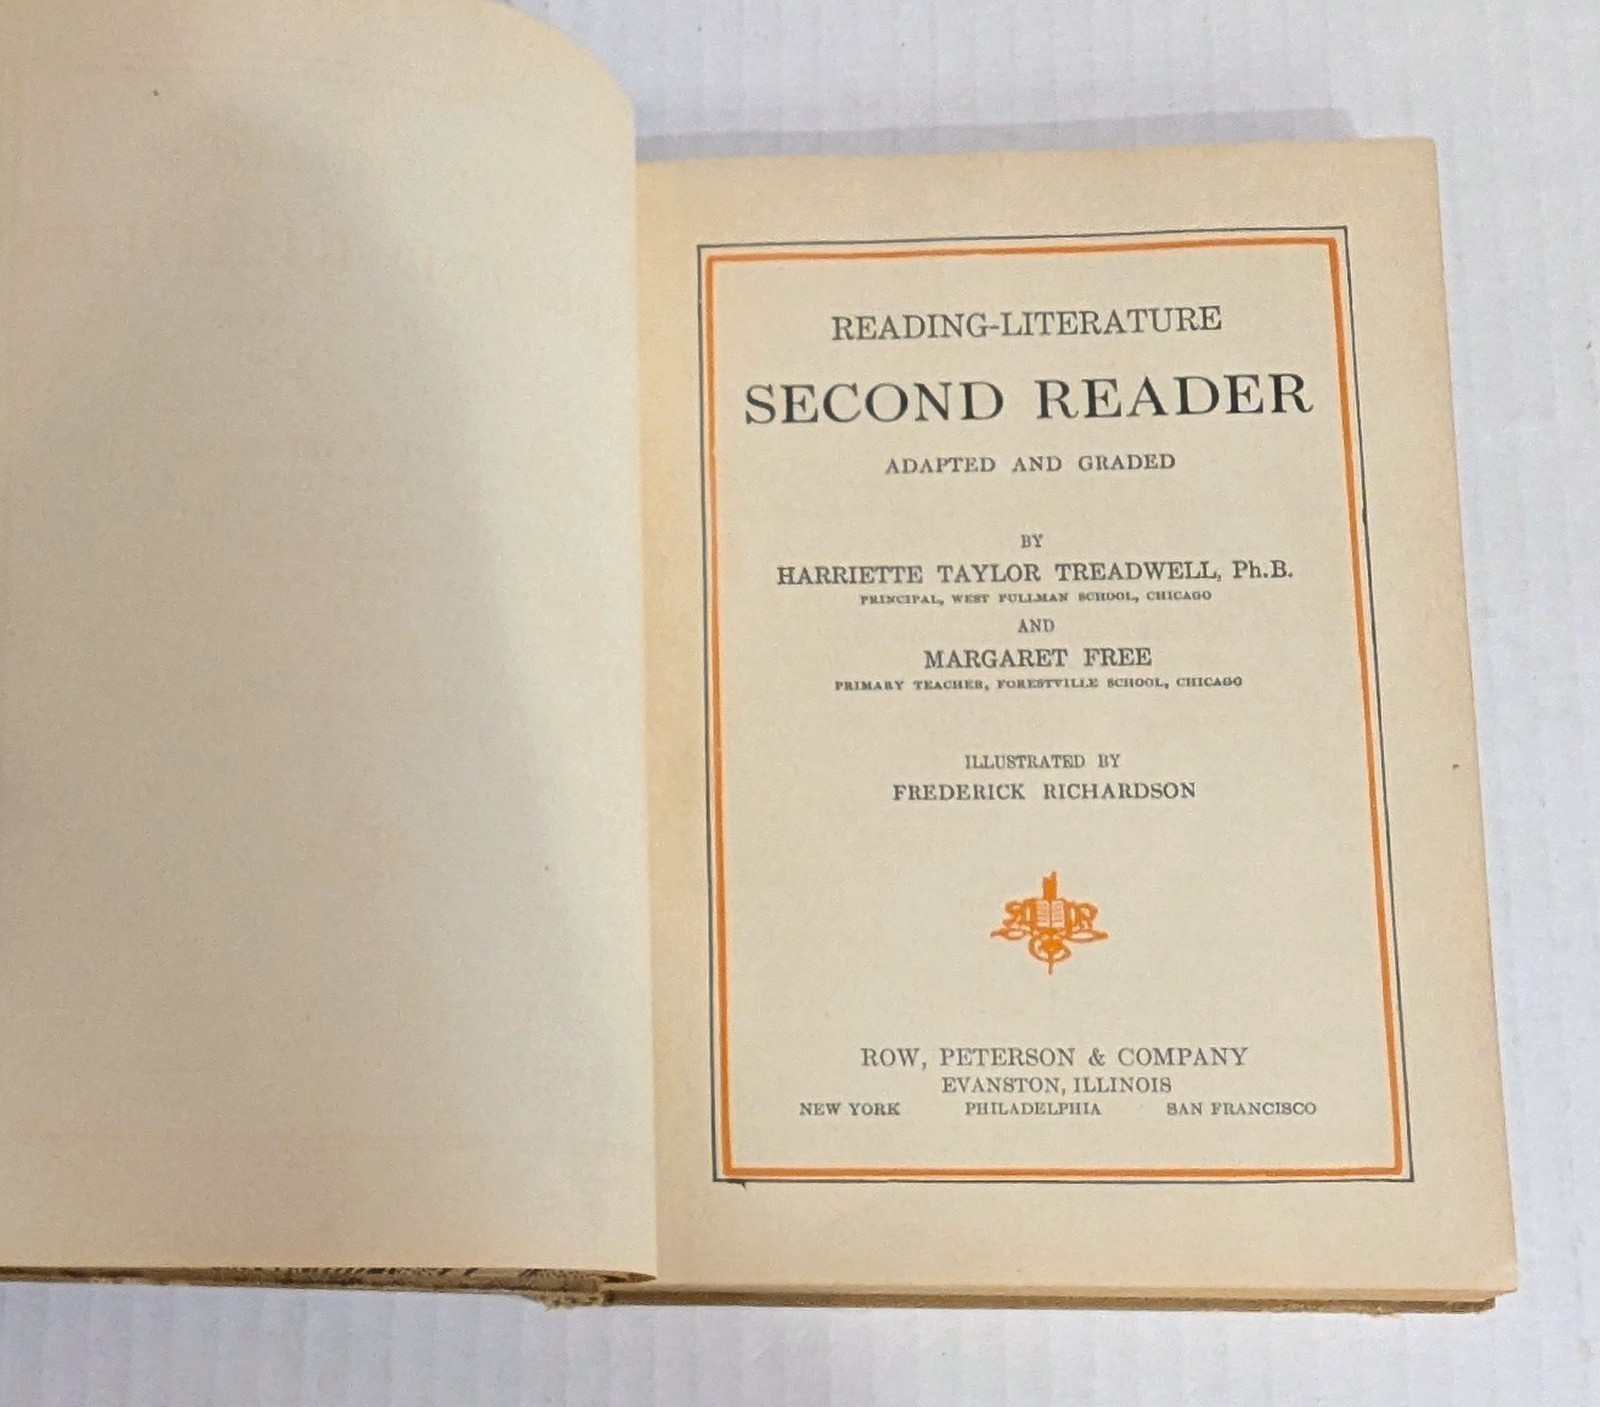 READING-LITERATURE
SECOND READER
ADAPTED AND GRADED
BY
HARRIETTE TAYLOR TREADWELL, Ph.B.
PRINCIPAL, WEST PULLMAN SCHOOL, CHICAGO
AND
MARGARET FREE
PRIMARY TEACHER, FORESTVILLE SCHOOL, CHICAGO
ILLUSTRATED BY
FREDERICK RICHARDSON
ROW, PETERSON & COMPANY
EVANSTON, ILLINOIS
NEW YORK PHILADELPHIA SAN FRANCISCO